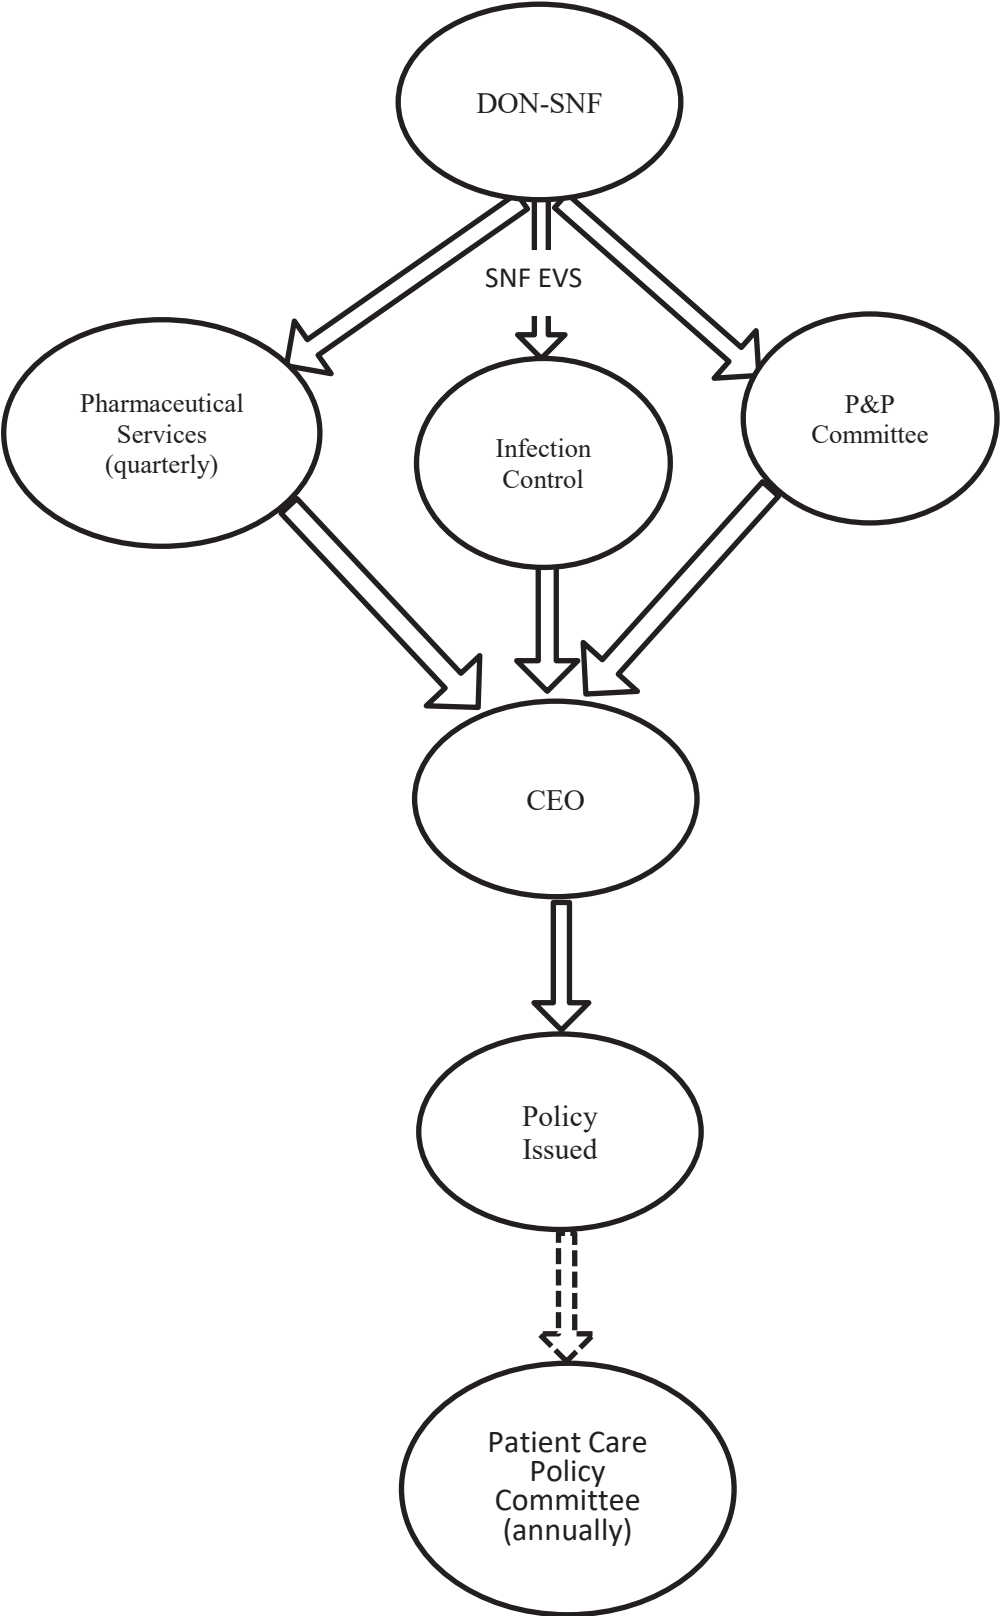 DON-SNF
SNF EVS
Pharmaceutical
Services
(quarterly)
Infection
Control
P&P
Committee
CEO
Policy
Issued
Patient Care
Policy
Committee
(annually)